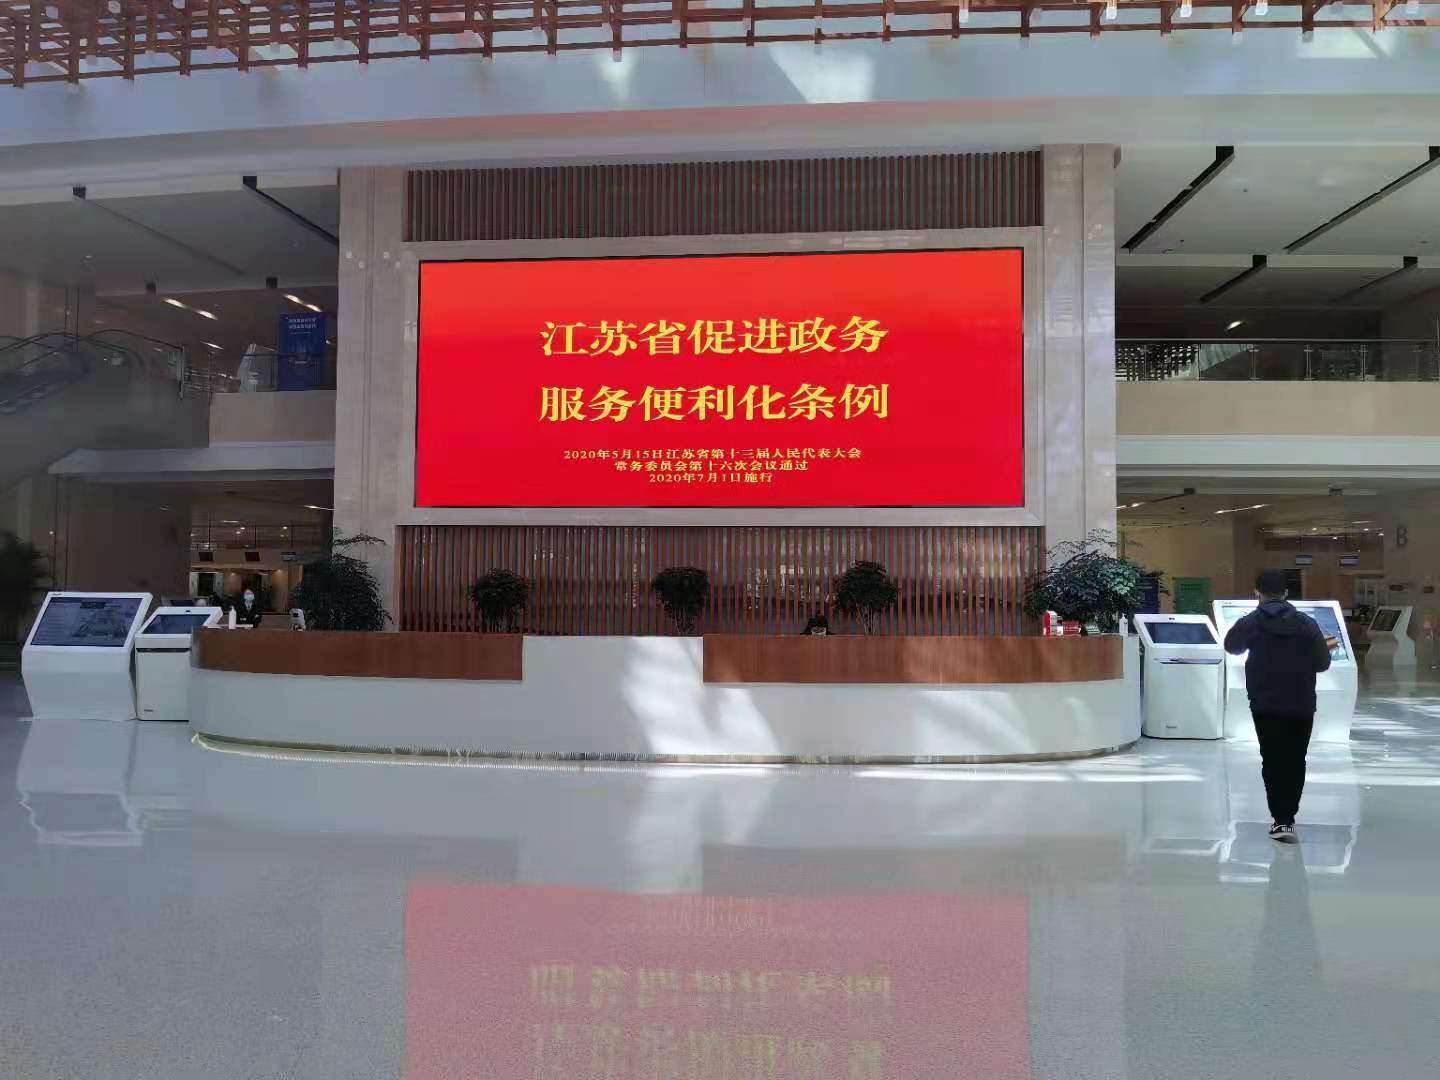 江苏省促进政务
服务便利化条例
2020年5月15日江苏省第十三届人民代表大会
常务委员会第十六次会议通过
2020年7月1日施行
B